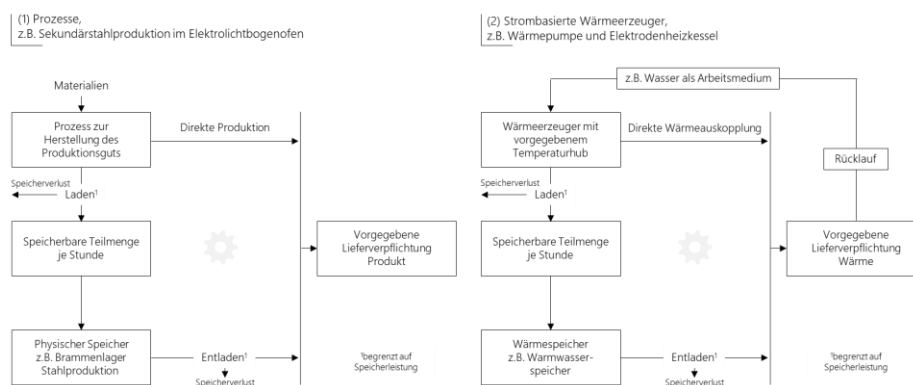 (1) Prozesse,
z.B. Sekundärstahlproduktion im Elektrolichtbogenofen
Materialien
Prozess zur
Herstellung des
Produktionsguts
Direkte Produktion
Speicherverlust
Laden¹
Speicherbare Teilmenge
je Stunde
Vorgegebene
Lieferverpflichtung
Produkt
Physischer Speicher
z.B. Brammenlager
Stahlproduktion
Entladen¹
Speicherverlust
¹begrenzt auf
Speicherleistung
(2) Strombasierte Wärmeerzeuger,
z.B. Wärmepumpe und Elektrodenheizkessel
z.B. Wasser als Arbeitsmedium
Wärmeerzeuger mit
vorgegebenem
Temperaturhub
Direkte Wärmeauskopplung
Rücklauf
Speicherverlust
Laden¹
Speicherbare Teilmenge
je Stunde
Vorgegebene
Lieferverpflichtung
Wärme
Wärmespeicher
z.B. Warmwasser-
speicher
Entladen¹
Speicherverlust
¹begrenzt auf
Speicherleistung